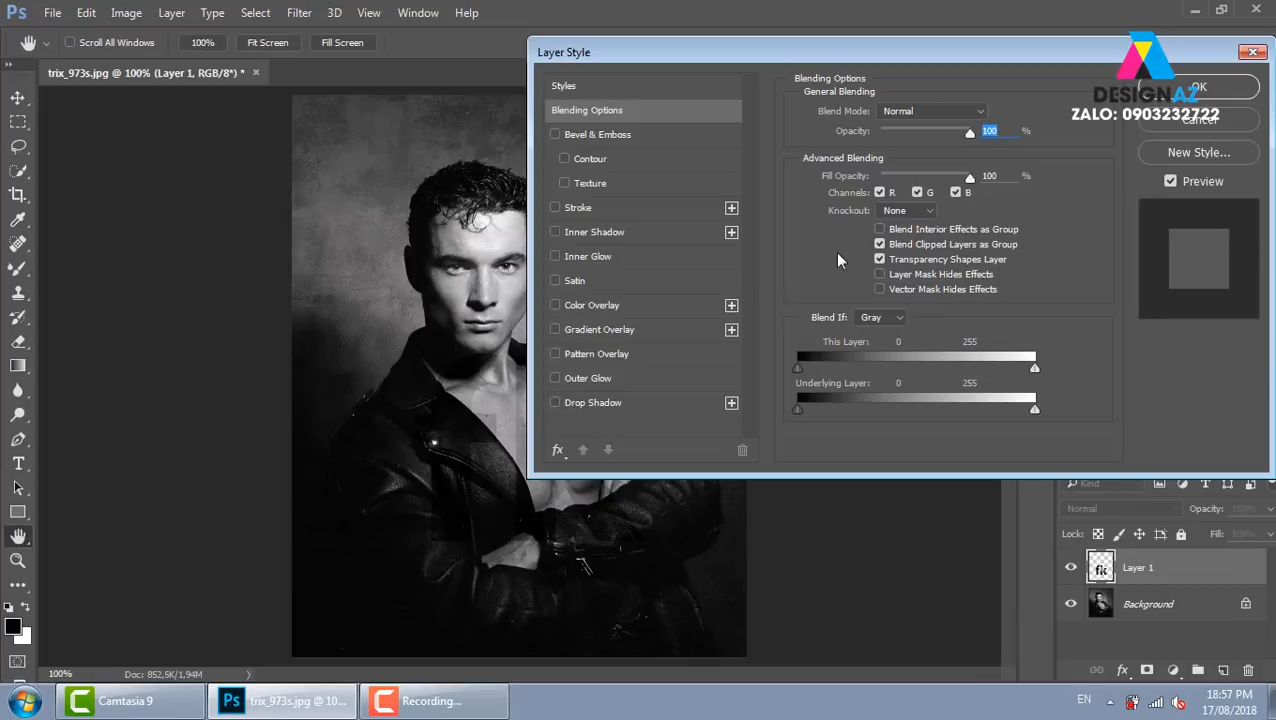 Ps File Edit Image Layer Type Select Filter 3D View Window Help
Scroll All Windows 100% Fit Screen Fill Screen
trix_973s.jpg @ 100% (Layer 1, RGB/8*) *
Layer Style
Styles
Blending Options
Bevel & Emboss
Contour
Texture
Stroke
Inner Shadow
Inner Glow
Satin
Color Overlay
Gradient Overlay
Pattern Overlay
Outer Glow
Drop Shadow
fx
Blending Options
General Blending
Blend Mode: Normal
Opacity: 100 %
Advanced Blending
Fill Opacity: 100 %
Channels: R G B
Knockout: None
Blend Interior Effects as Group
Blend Clipped Layers as Group
Transparency Shapes Layer
Layer Mask Hides Effects
Vector Mask Hides Effects
Blend If: Gray
This Layer: 0 255
Underlying Layer: 0 255
OK
Cancel
New Style...
Preview
DESIGNAZ
ZALO: 0903232722
Kind
Normal Opacity: 100%
Lock: Fill: 100%
Layer 1
Background
fx
100% Doc: 852,5K/1,94M
Camtasia 9
Ps trix_973s.jpg @ 10...
Recording...
EN
18:57 PM
17/08/2018